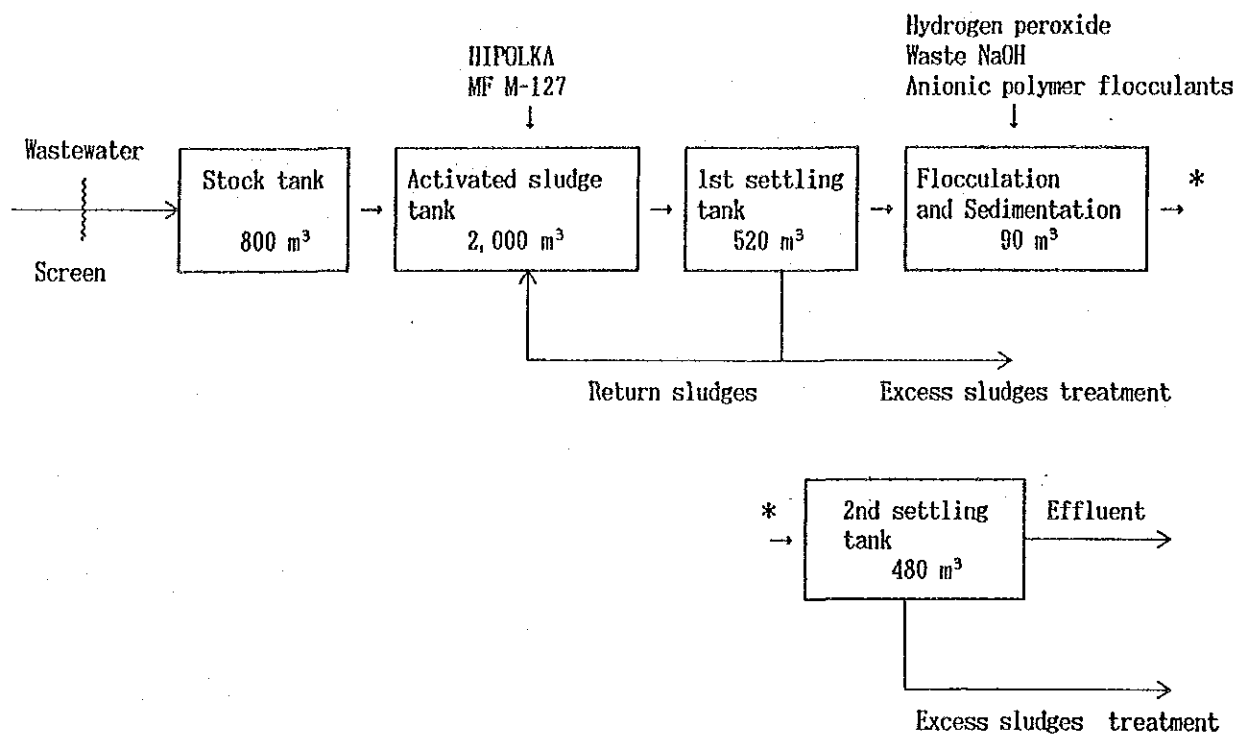 Hydrogen peroxide
Waste NaOH
Anionic polymer flocculants
HIPOLKA
MF M-127
↓
↓
Wastewater
Screen
Stock tank
800 m³
→
Activated sludge
tank
2,000 m³
→
1st settling
tank
520 m³
→
Flocculation
and Sedimentation
90 m³
*
→
Return sludges
Excess sludges treatment
*
→
2nd settling
tank
480 m³
Effluent
Excess sludges treatment